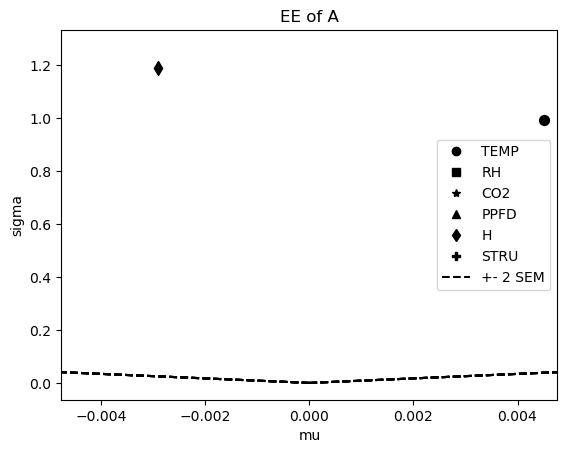 EE of A
sigma
1.2
1.0
0.8
0.6
0.4
0.2
0.0
TEMP
RH
CO2
PPFD
H
STRU
+- 2 SEM
−0.004
−0.002
0.000
0.002
0.004
mu